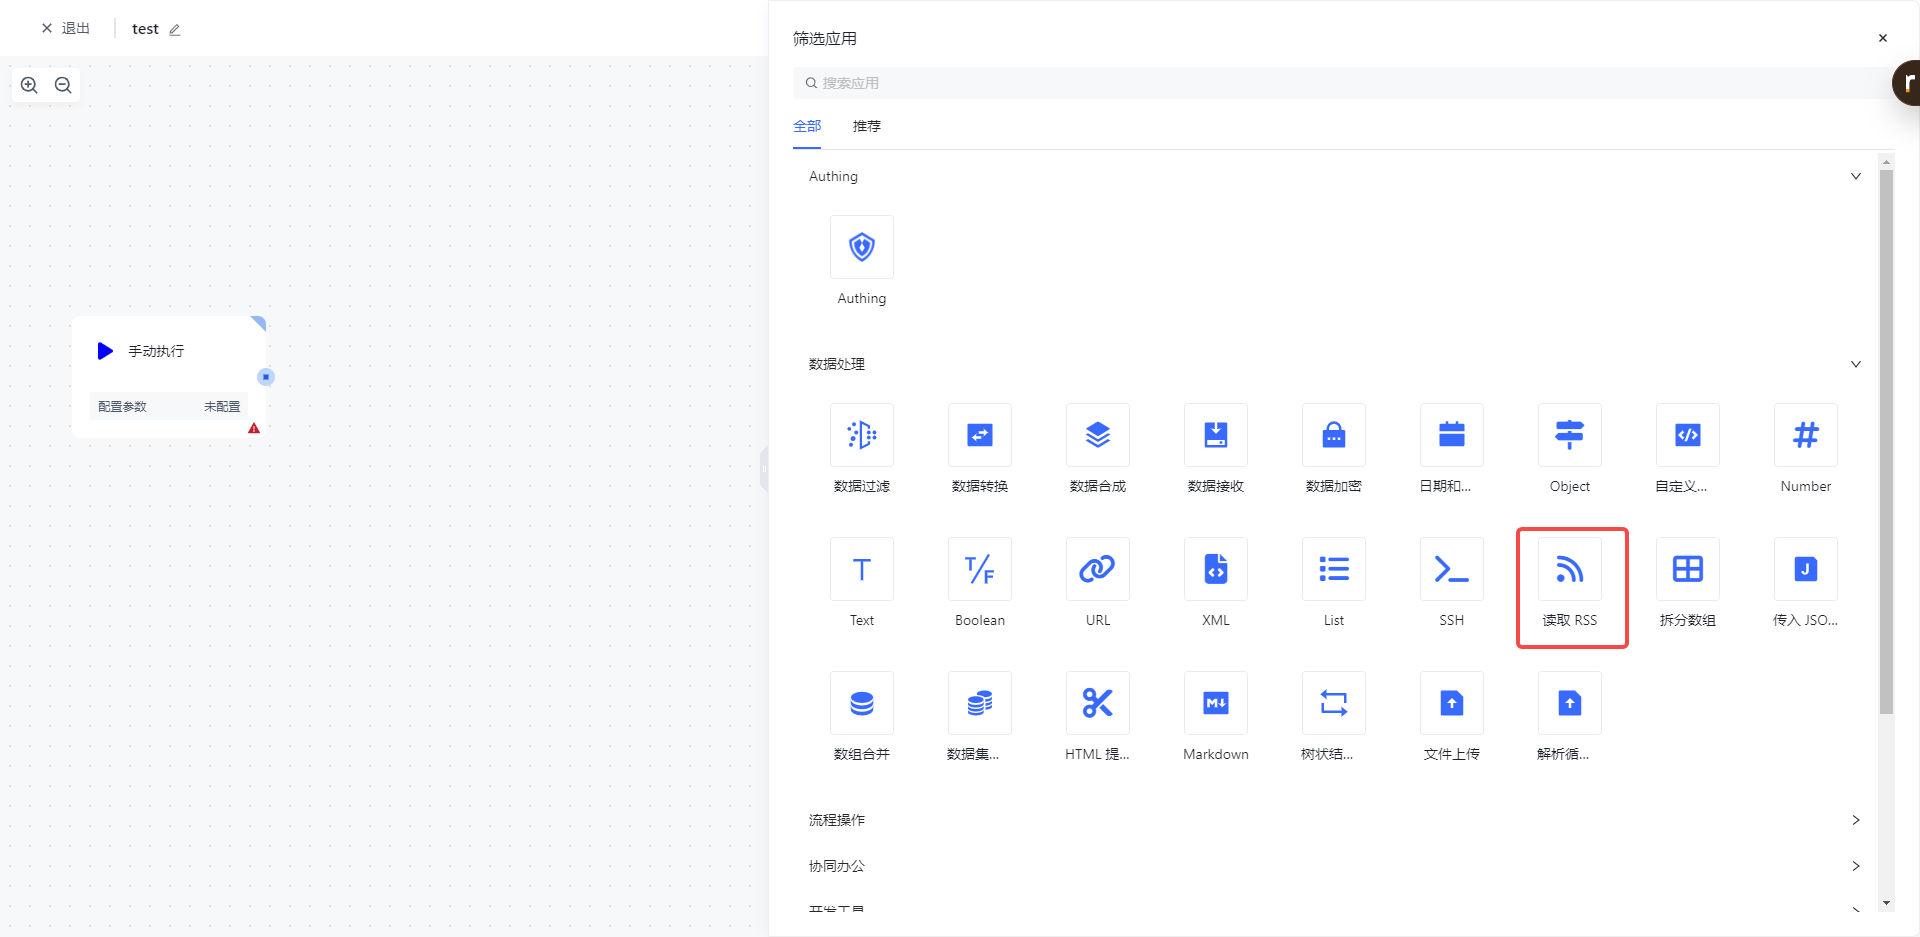 退出
test
筛选应用
搜索应用
全部 推荐
Authing
Authing
手动执行
配置参数 未配置
数据处理
数据过滤 数据转换 数据合成 数据接收 数据加密 日期和... Object 自定义... Number
Text Boolean URL XML List SSH 读取 RSS 拆分数组 传入 JSO...
数组合并 数据集... HTML 提... Markdown 树状结... 文件上传 解析循...
流程操作
协同办公
开发工具